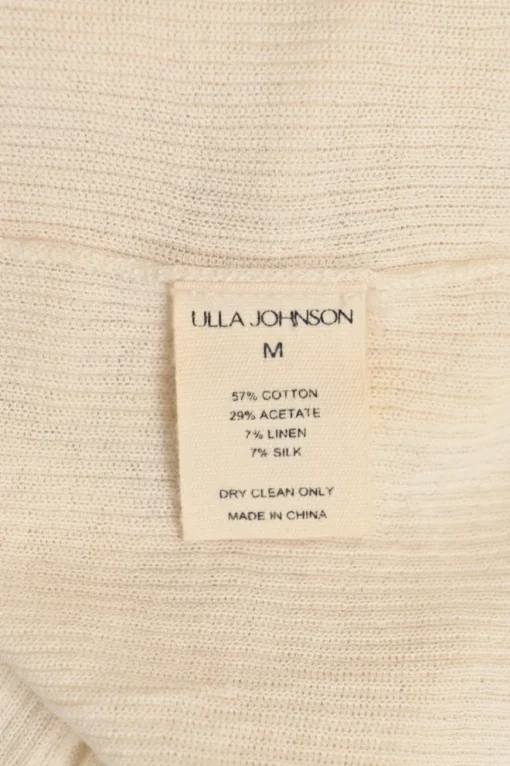 ULLA JOHNSON
M
57% COTTON
29% ACETATE
7% LINEN
7% SILK
DRY CLEAN ONLY
MADE IN CHINA